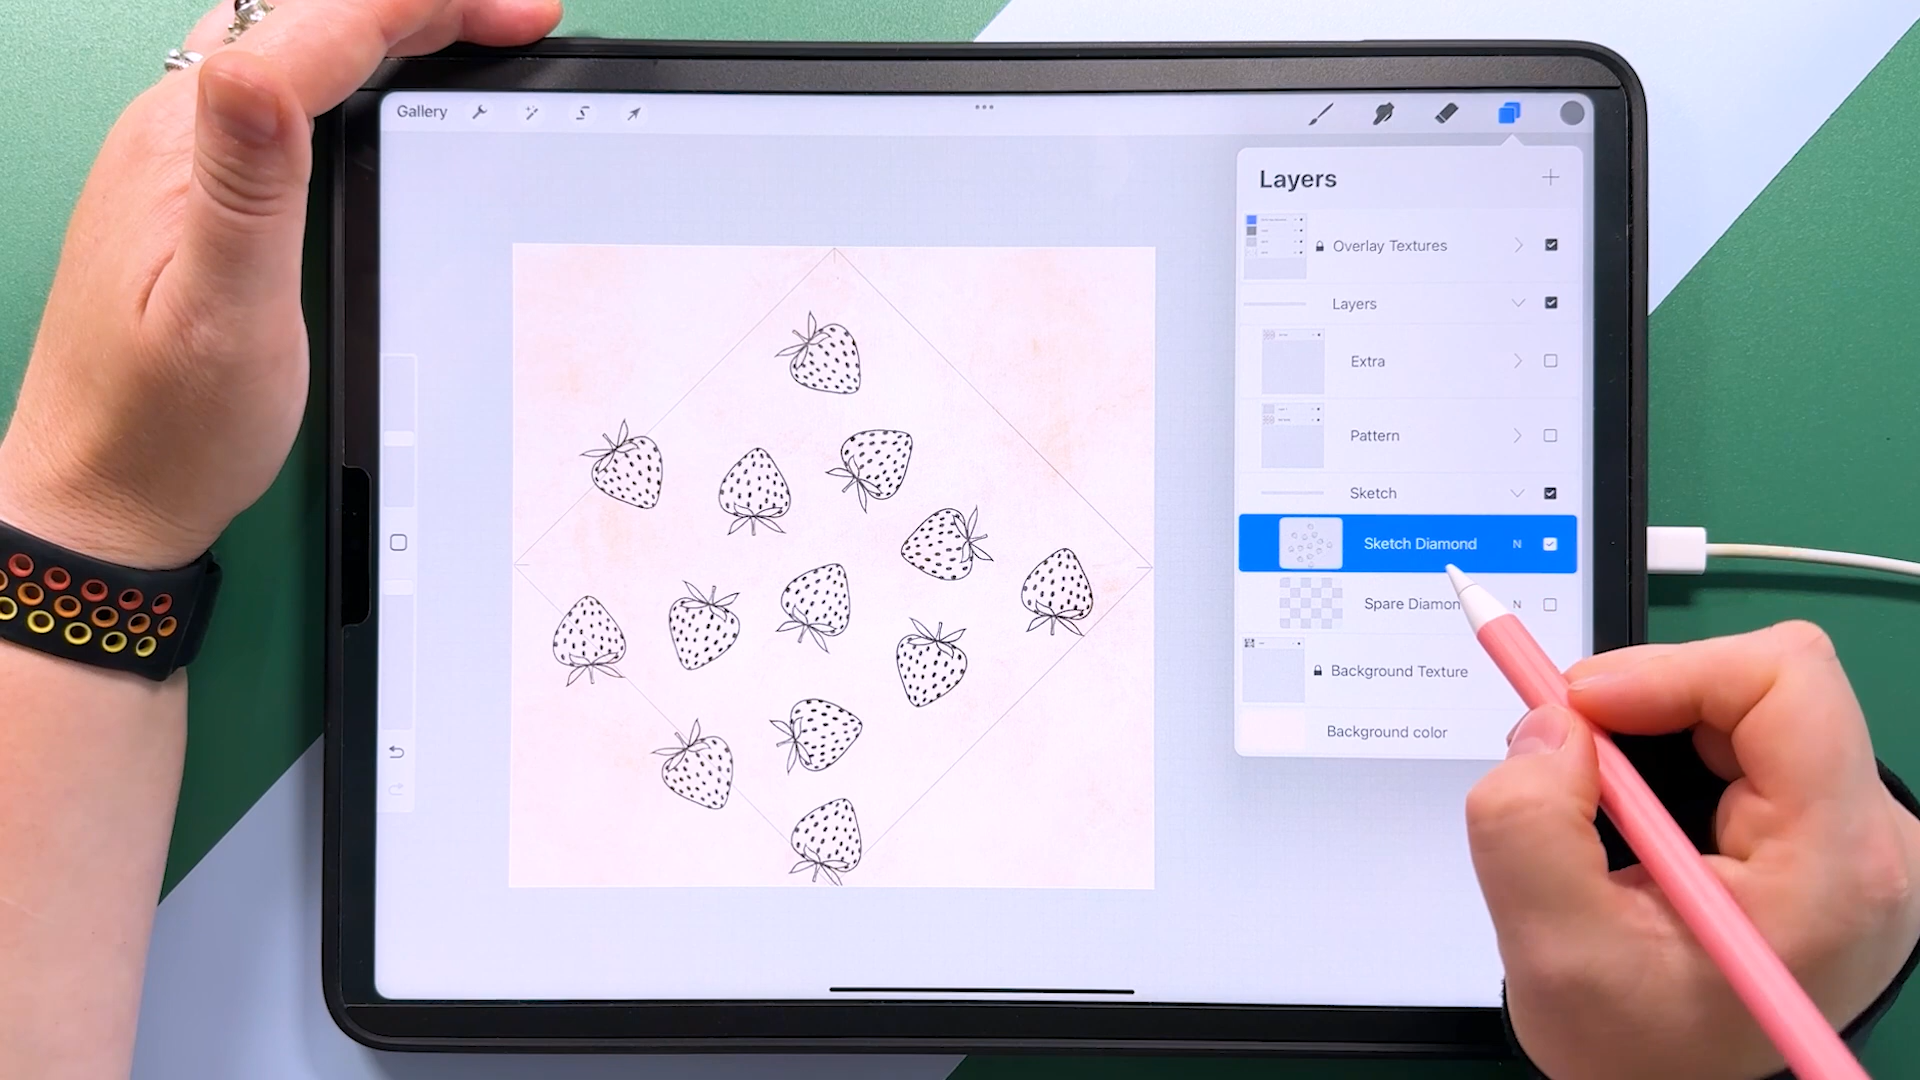 Gallery
Layers
Overlay Textures
Layers
Extra
Pattern
Sketch
Sketch Diamond N
Spare Diamon N
Background Texture
Background color